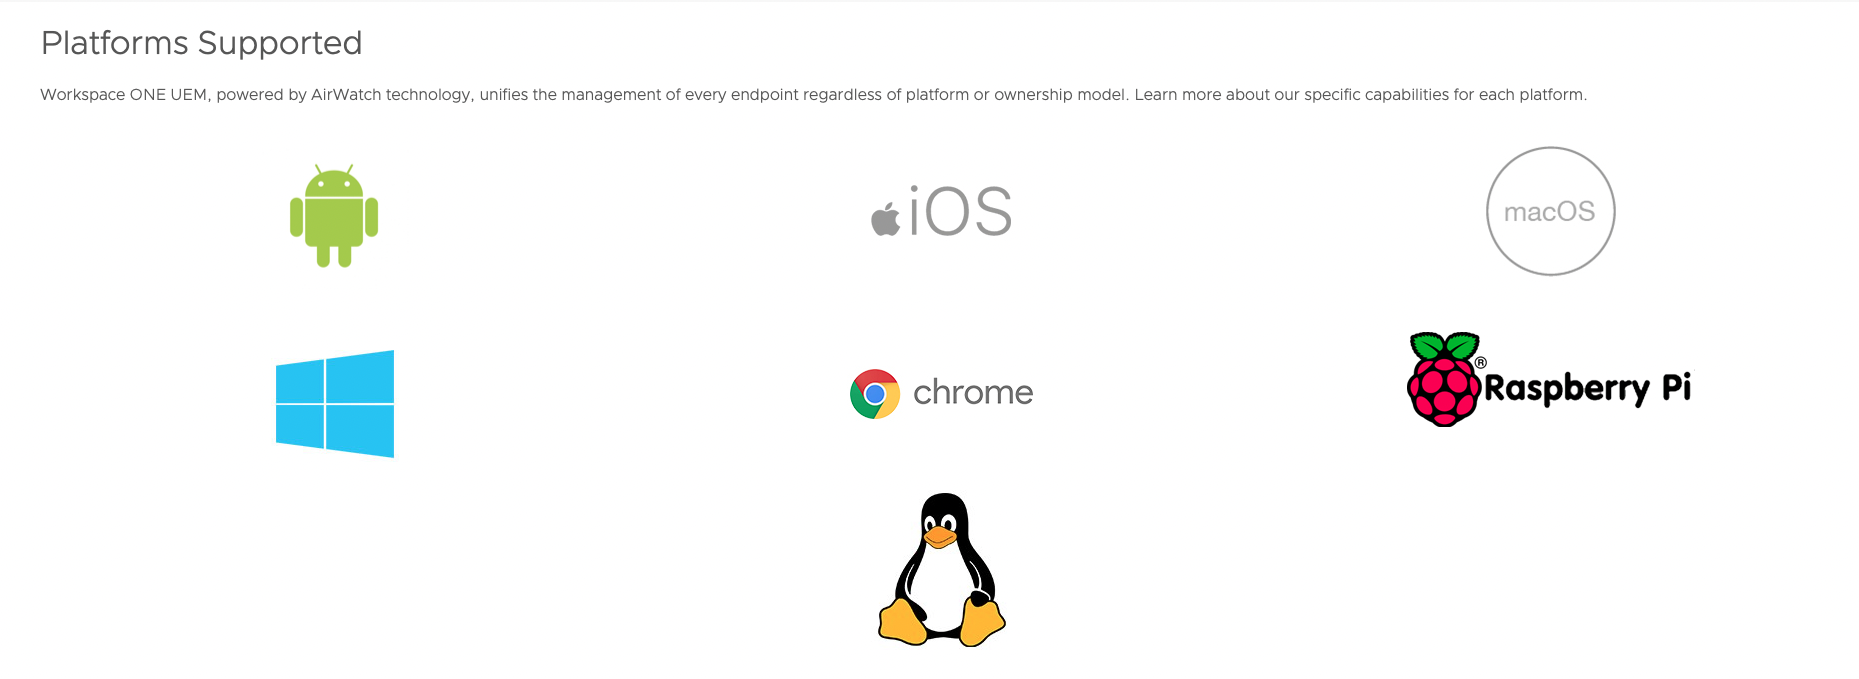 Platforms Supported
Workspace ONE UEM, powered by AirWatch technology, unifies the management of every endpoint regardless of platform or ownership model. Learn more about our specific capabilities for each platform.
iOS
macOS
chrome
Raspberry Pi®